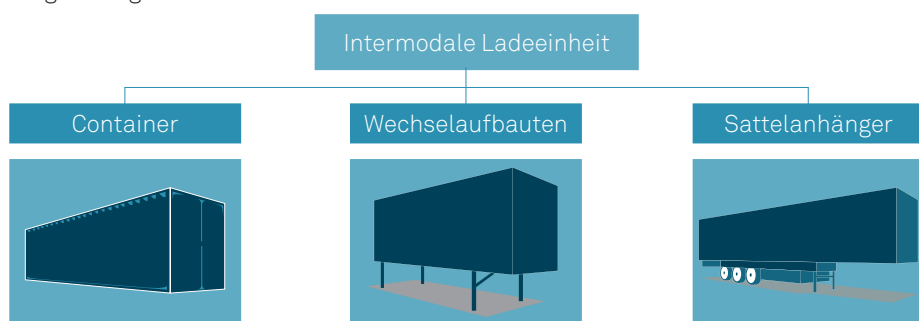 Intermodale Ladeeinheit
Container
Wechselaufbauten
Sattelanhänger